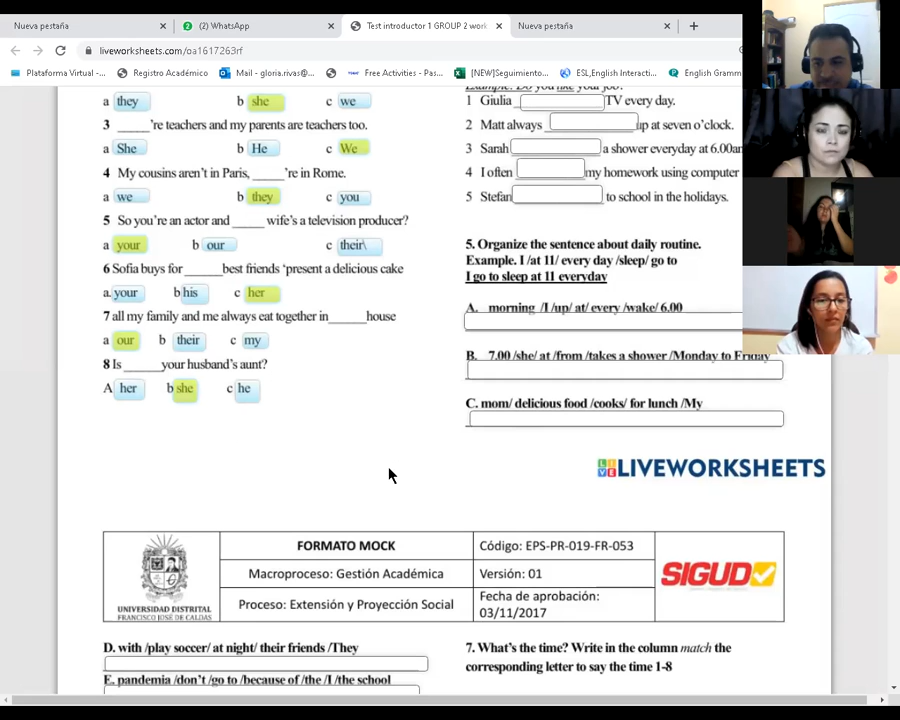 Nueva pestaña
(2) WhatsApp
Test introductor 1 GROUP 2 work
Nueva pestaña
liveworksheets.com/oa1617263rf
Plataforma Virtual -...
Registro Académico
Mail - gloria.rivas@...
Free Activities - Pas...
[NEW]Seguimiento...
ESL,English Interacti...
English Gramm
a they b she c we
3 _____'re teachers and my parents are teachers too.
a She b He c We
4 My cousins aren't in Paris, _____'re in Rome.
a we b they c you
5 So you're an actor and _____ wife's a television producer?
a your b our c their\
6 Sofia buys for ______best friends 'present a delicious cake
a.your b his c her
7 all my family and me always eat together in______house
a our b their c my
8 Is ______your husband's aunt?
A her b she c he
Example: Do you like your job?
1 Giulia TV every day.
2 Matt always up at seven o'clock.
3 Sarah a shower everyday at 6.00am
4 I often my homework using computer
5 Stefan to school in the holidays.
5. Organize the sentence about daily routine.
Example. I /at 11/ every day /sleep/ go to
I go to sleep at 11 everyday
A. morning /I /up/ at/ every /wake/ 6.00
B. 7.00 /she/ at /from /takes a shower /Monday to Friday
C. mom/ delicious food /cooks/ for lunch /My
LIVE LIVEWORKSHEETS
UNIVERSIDAD DISTRITAL
FRANCISCO JOSÉ DE CALDAS
FORMATO MOCK
Código: EPS-PR-019-FR-053
Macroproceso: Gestión Académica
Versión: 01
Proceso: Extensión y Proyección Social
Fecha de aprobación:
03/11/2017
SIGUD
D. with /play soccer/ at night/ their friends /They
E. pandemia /don't /go to /because of /the /I /the school
7. What's the time? Write in the column match the
corresponding letter to say the time 1-8